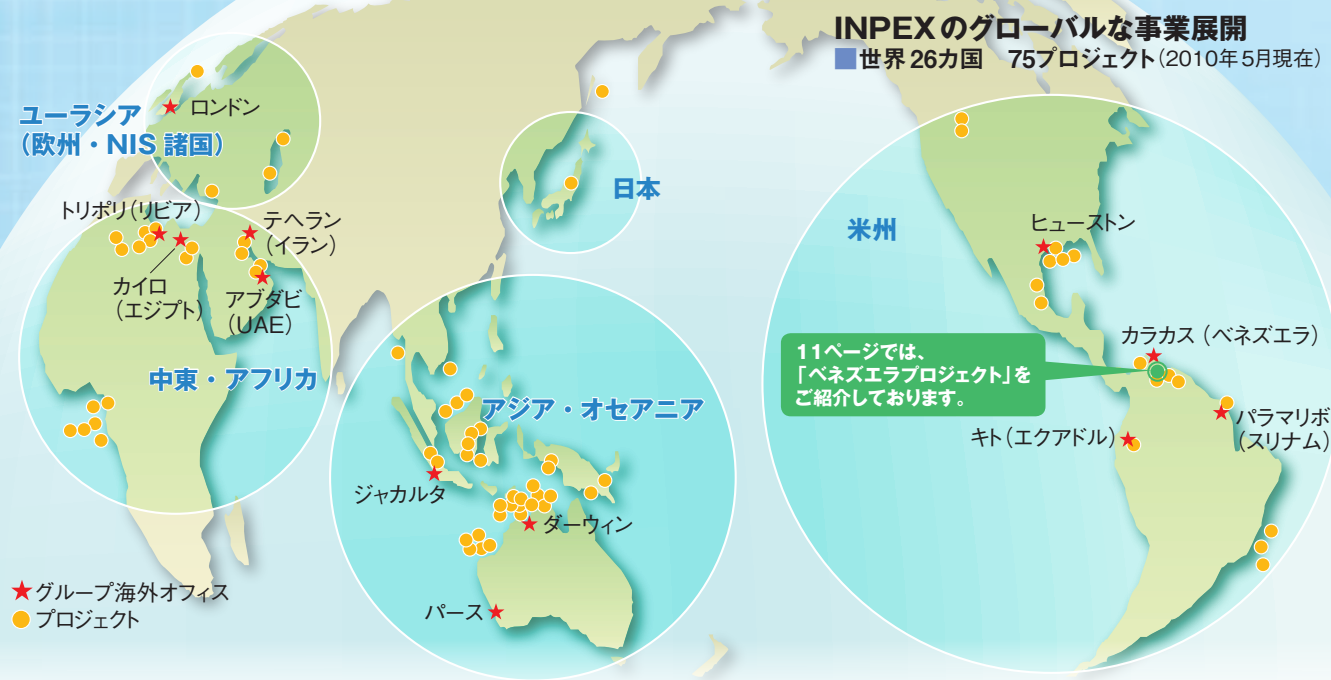 INPEXのグローバルな事業展開
■世界26カ国 75プロジェクト(2010年5月現在)
ユーラシア
(欧州・NIS諸国)
★ロンドン
日本
米州
トリポリ(リビア)
テヘラン
(イラン)
カイロ
(エジプト)
アブダビ
(UAE)
中東・アフリカ
アジア・オセアニア
ジャカルタ
ダーウィン
パース
ヒューストン
カラカス(ベネズエラ)
11ページでは、
「ベネズエラプロジェクト」を
ご紹介しております。
キト(エクアドル)
パラマリボ
(スリナム)
★グループ海外オフィス
プロジェクト